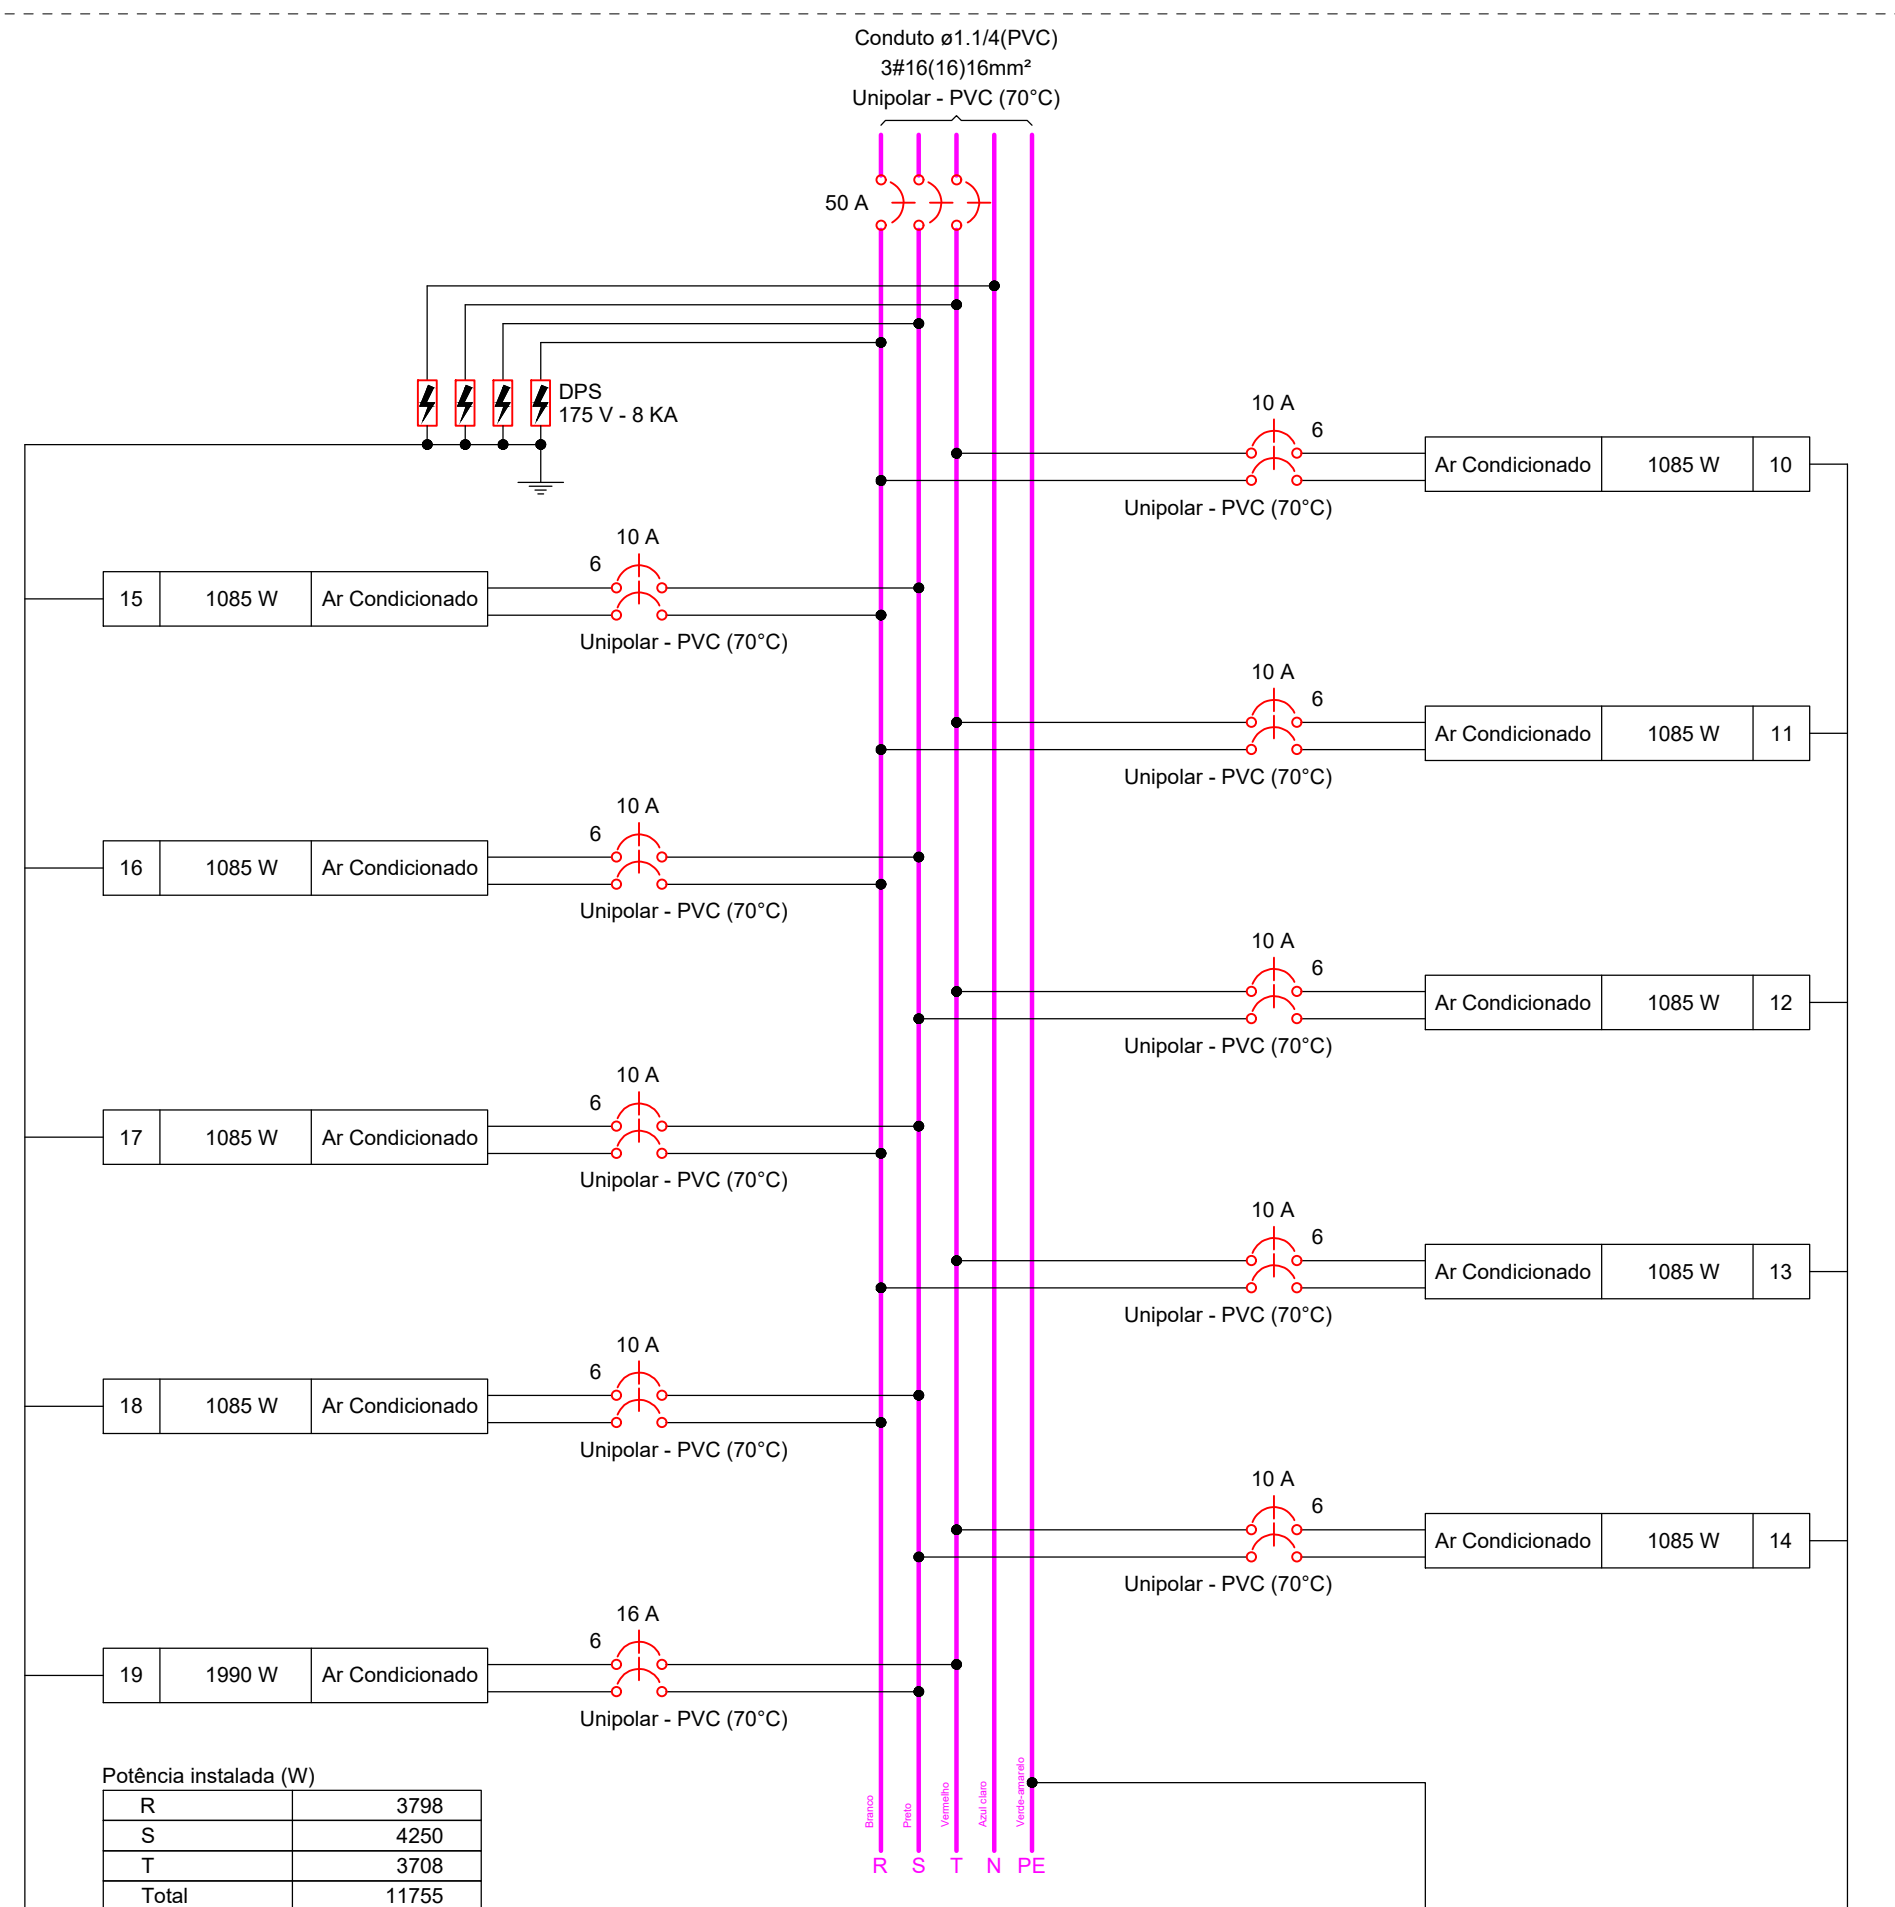 Conduto ø1.1/4(PVC)
3#16(16)16mm²
Unipolar - PVC (70°C)
50 A
DPS
175 V - 8 KA
10 A
6
Ar Condicionado 1085 W 10
Unipolar - PVC (70°C)
10 A
6
15 1085 W Ar Condicionado
Unipolar - PVC (70°C)
10 A
6
Ar Condicionado 1085 W 11
Unipolar - PVC (70°C)
10 A
6
16 1085 W Ar Condicionado
Unipolar - PVC (70°C)
10 A
6
Ar Condicionado 1085 W 12
Unipolar - PVC (70°C)
10 A
6
17 1085 W Ar Condicionado
Unipolar - PVC (70°C)
10 A
6
Ar Condicionado 1085 W 13
Unipolar - PVC (70°C)
10 A
6
18 1085 W Ar Condicionado
Unipolar - PVC (70°C)
10 A
6
Ar Condicionado 1085 W 14
Unipolar - PVC (70°C)
16 A
6
19 1990 W Ar Condicionado
Unipolar - PVC (70°C)
Potência instalada (W)
R 3798
S 4250
T 3708
Total 11755
Branco
Preto
Vermelho
Azul claro
Verde-amarelo
R S T N PE